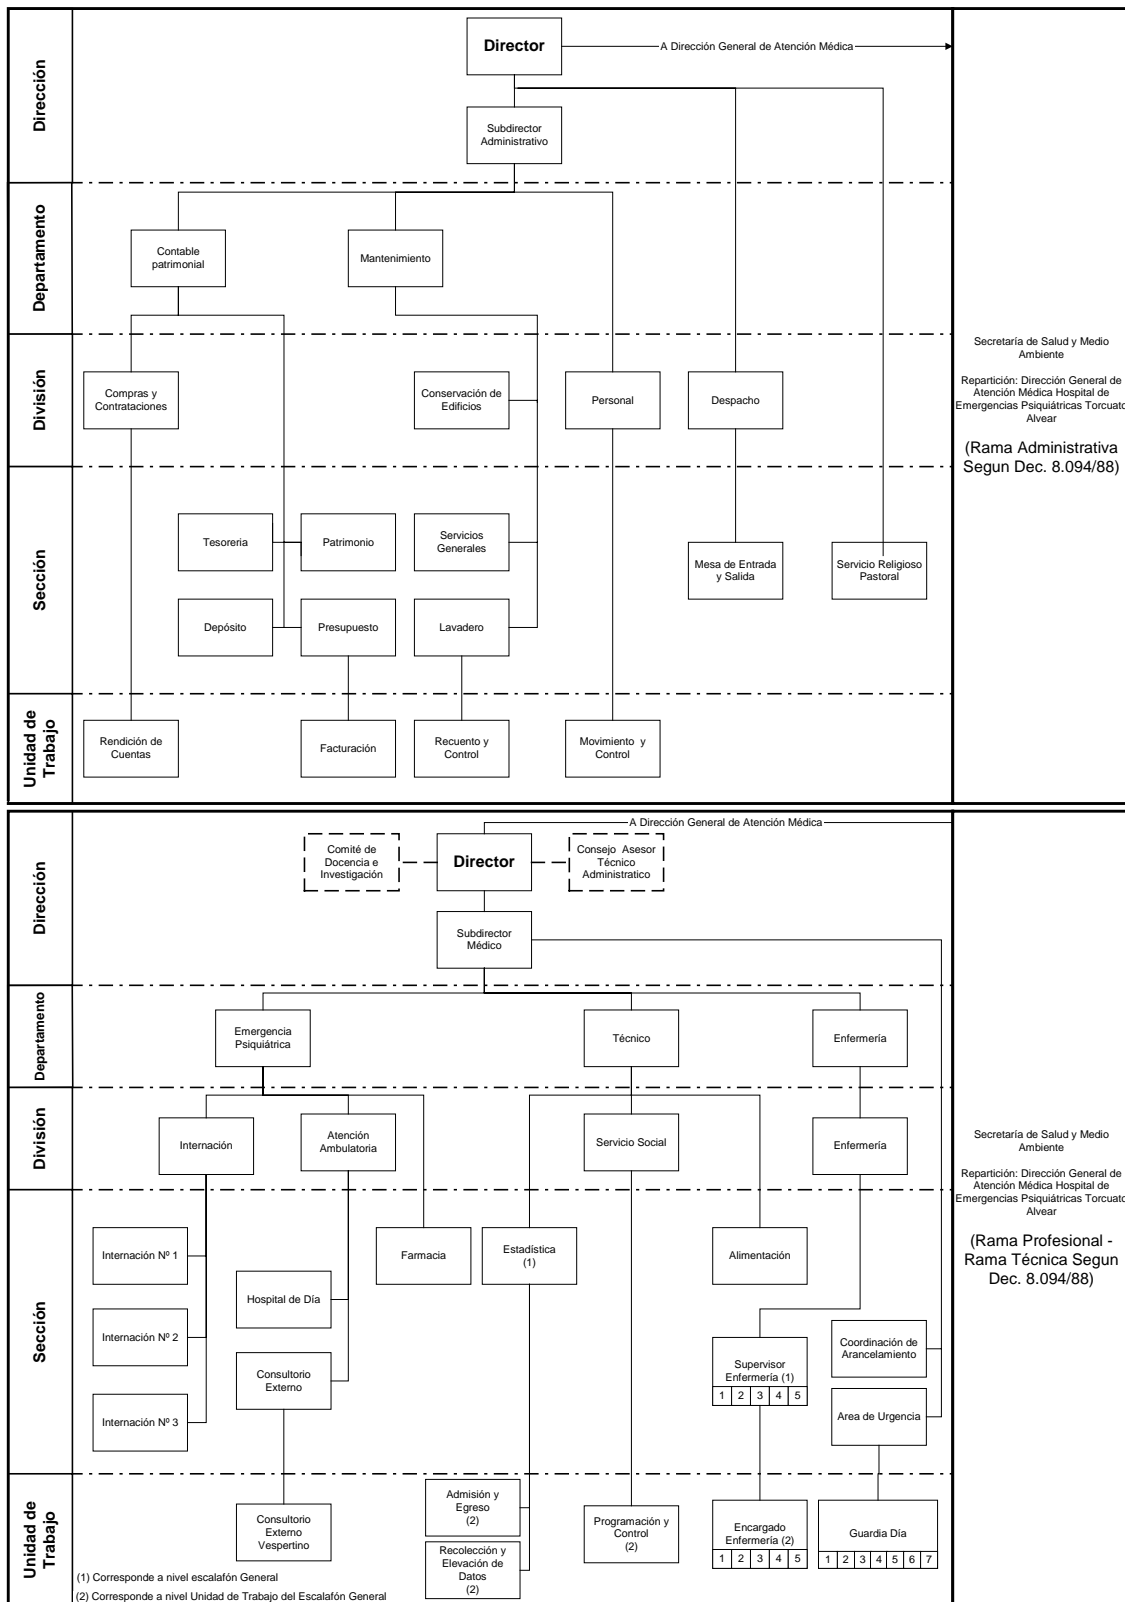 Dirección
Director
A Dirección General de Atención Médica
Subdirector
Administrativo
Departamento
Contable
patrimonial
Mantenimiento
División
Compras y
Contrataciones
Conservación de
Edificios
Personal
Despacho
Sección
Tesoreria
Patrimonio
Servicios
Generales
Mesa de Entrada
y Salida
Servicio Religioso
Pastoral
Depósito
Presupuesto
Lavadero
Unidad de
Trabajo
Rendición de
Cuentas
Facturación
Recuento y
Control
Movimiento y
Control
Secretaría de Salud y Medio
Ambiente
Repartición: Dirección General de
Atención Médica Hospital de
Emergencias Psiquiátricas Torcuato
Alvear
(Rama Administrativa
Segun Dec. 8.094/88)
Dirección
A Dirección General de Atención Médica
Comité de
Docencia e
Investigación
Director
Consejo Asesor
Técnico
Administratico
Subdirector
Médico
Departamento
Emergencia
Psiquiátrica
Técnico
Enfermería
División
Internación
Atención
Ambulatoria
Servicio Social
Enfermería
Sección
Internación Nº 1
Farmacia
Estadística
(1)
Alimentación
Hospital de Día
Internación Nº 2
Coordinación de
Arancelamiento
Consultorio
Externo
Supervisor
Enfermería (1)
1 2 3 4 5
Internación Nº 3
Area de Urgencia
Unidad de
Trabajo
Consultorio
Externo
Vespertino
Admisión y
Egreso
(2)
Recolección y
Elevación de
Datos
(2)
Programación y
Control
(2)
Encargado
Enfermería (2)
1 2 3 4 5
Guardia Día
1 2 3 4 5 6 7
(1) Corresponde a nivel escalafón General
(2) Corresponde a nivel Unidad de Trabajo del Escalafón General
Secretaría de Salud y Medio
Ambiente
Repartición: Dirección General de
Atención Médica Hospital de
Emergencias Psiquiátricas Torcuato
Alvear
(Rama Profesional -
Rama Técnica Segun
Dec. 8.094/88)